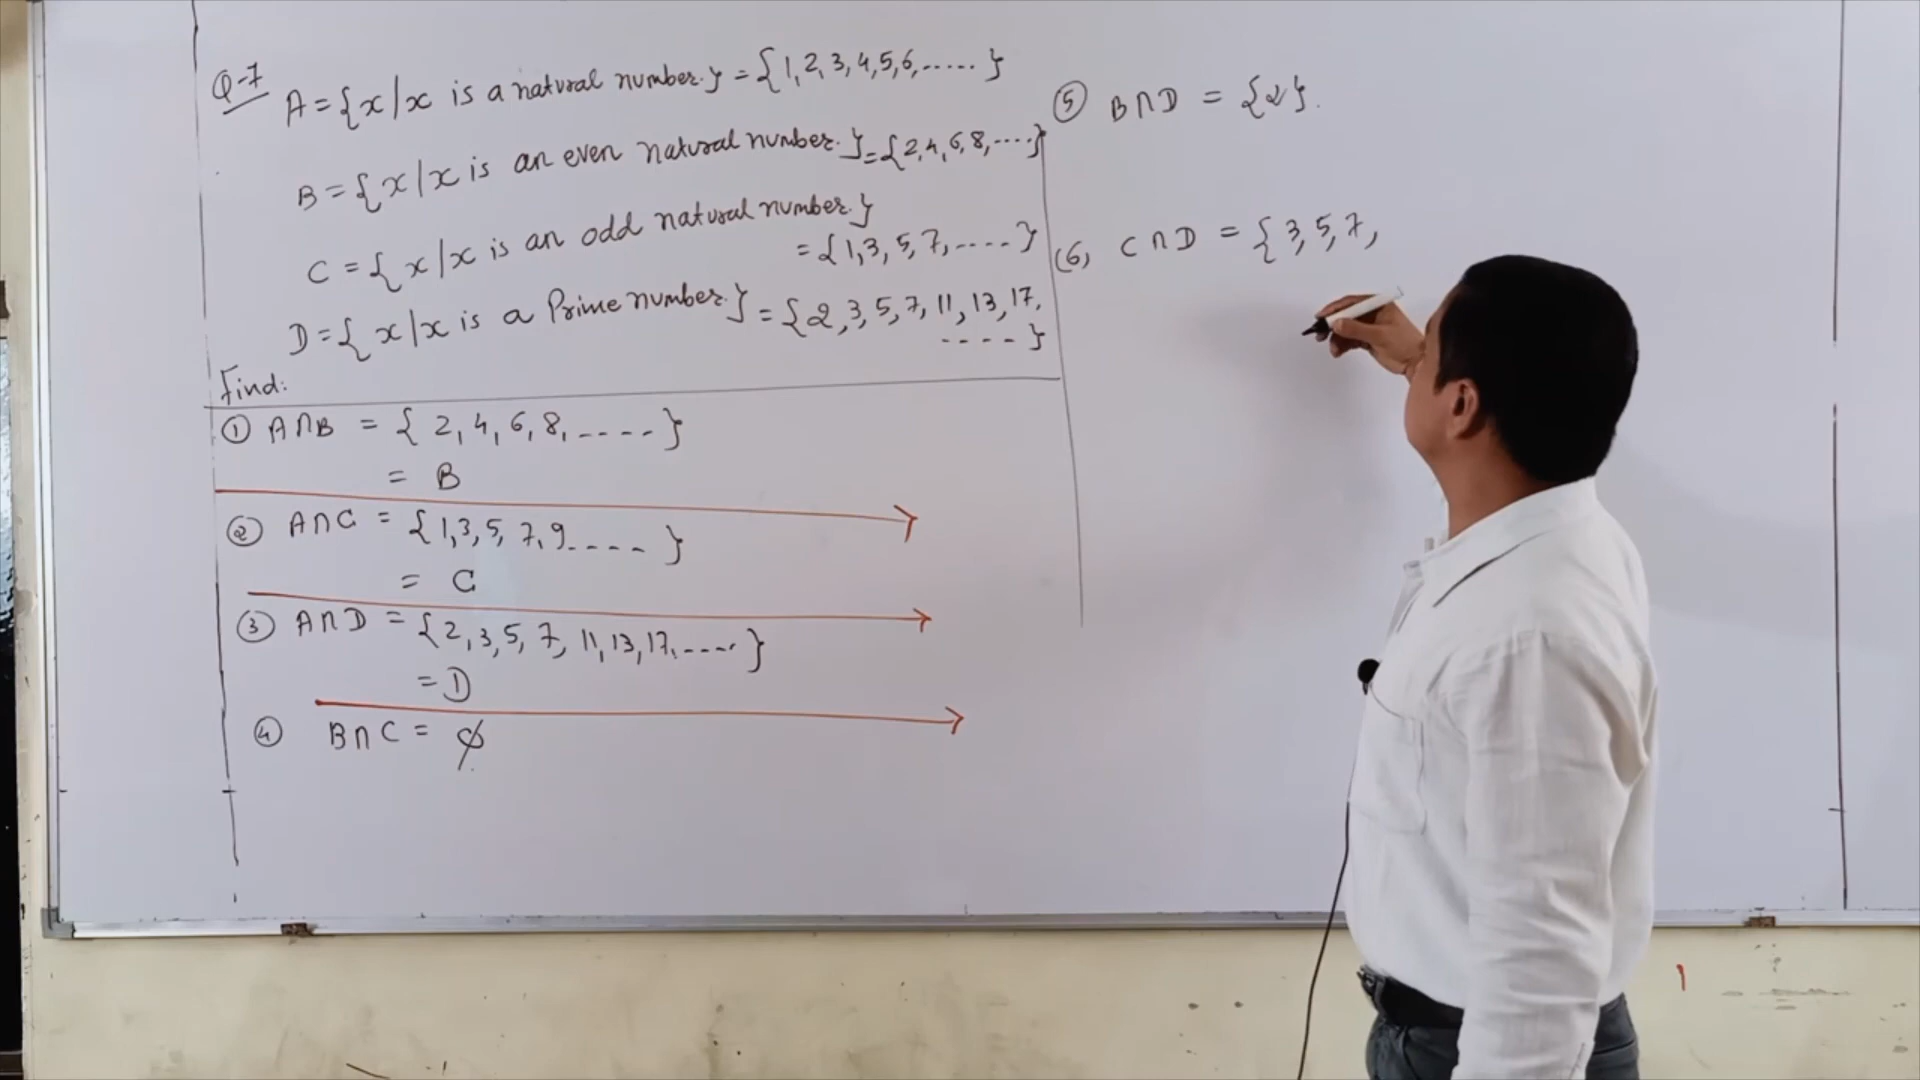 Q-7 A = {x/x is a natural number.} = {1, 2, 3, 4, 5, 6, ......}
B = {x/x is an even natural number.} = {2, 4, 6, 8, ....}
C = {x/x is an odd natural number.}
= {1, 3, 5, 7, .....}
D = {x/x is a Prime number.} = {2, 3, 5, 7, 11, 13, 17,
----}
Find:
① A∩B = { 2, 4, 6, 8, ----}
= B
② A∩C = {1, 3, 5, 7, 9 ---- }
= C
③ A∩D = {2, 3, 5, 7, 11, 13, 17, ----}
= D
④ B∩C = ϕ
⑤ B∩D = {2}.
(6, C∩D = {3, 5, 7,